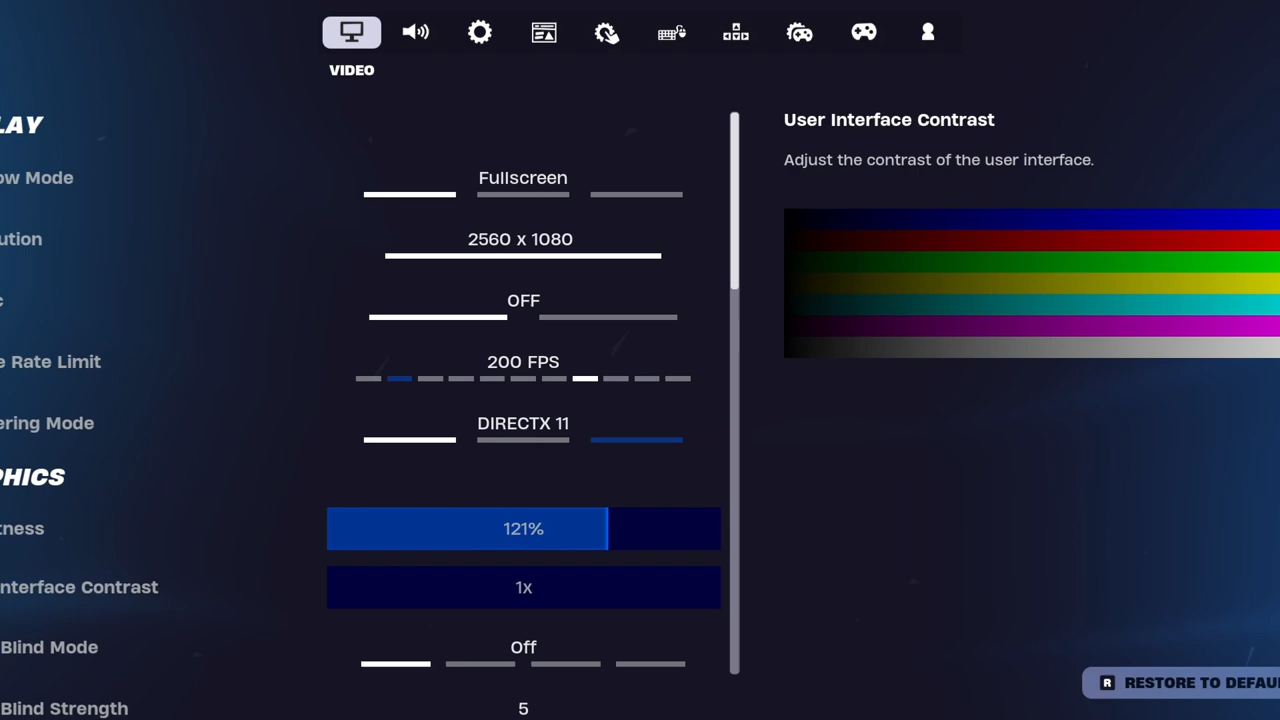 VIDEO
LAY
ow Mode
Fullscreen
ution
2560 x 1080
c
OFF
e Rate Limit
200 FPS
ering Mode
DIRECTX 11
PHICS
tness
121%
nterface Contrast
1x
Blind Mode
Off
Blind Strength
5
User Interface Contrast
Adjust the contrast of the user interface.
R RESTORE TO DEFAU